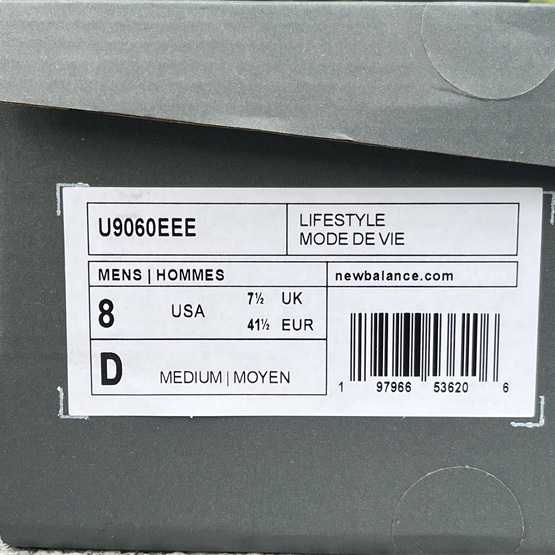 U9060EEE
LIFESTYLE
MODE DE VIE
MENS | HOMMES
newbalance.com
8 USA 7½ UK
41½ EUR
D MEDIUM | MOYEN
1 97966 53620 6